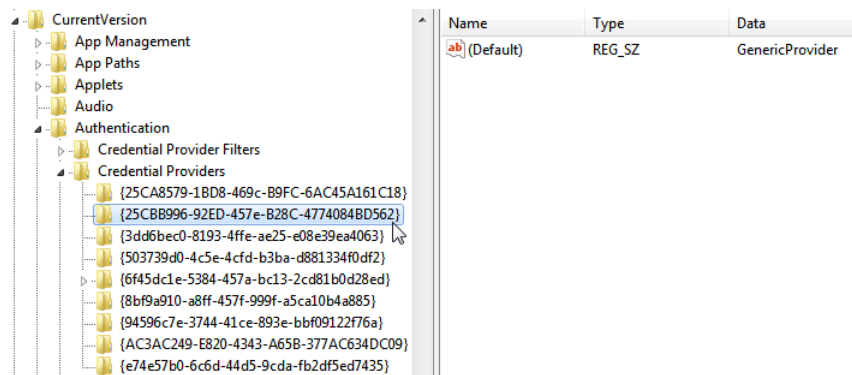 CurrentVersion
App Management
App Paths
Applets
Audio
Authentication
Credential Provider Filters
Credential Providers
{25CA8579-1BD8-469c-B9FC-6AC45A161C18}
{25CBB996-92ED-457e-B28C-4774084BD562}
{3dd6bec0-8193-4ffe-ae25-e08e39ea4063}
{503739d0-4c5e-4cfd-b3ba-d881334f0df2}
{6f45dc1e-5384-457a-bc13-2cd81b0d28ed}
{8bf9a910-a8ff-457f-999f-a5ca10b4a885}
{94596c7e-3744-41ce-893e-bbf09122f76a}
{AC3AC249-E820-4343-A65B-377AC634DC09}
{e74e57b0-6c6d-44d5-9cda-fb2df5ed7435}
Name Type Data
ab (Default) REG_SZ GenericProvider